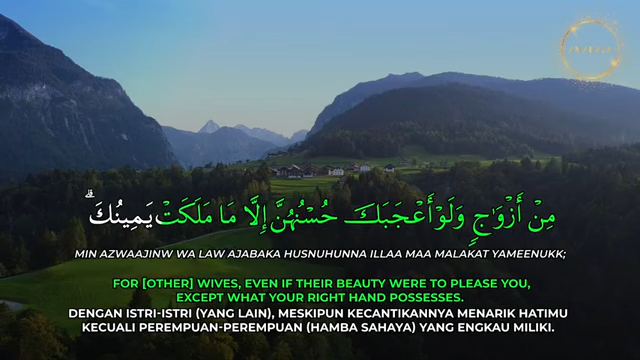 مِنْ أَزْوَٰجٍ وَلَوْ أَعْجَبَكَ حُسْنُهُنَّ إِلَّا مَا مَلَكَتْ يَمِينُكَ ۗ
MIN AZWAAJINW WA LAW AJABAKA HUSNUHUNNA ILLAA MAA MALAKAT YAMEENUKK;
FOR [OTHER] WIVES, EVEN IF THEIR BEAUTY WERE TO PLEASE YOU,
EXCEPT WHAT YOUR RIGHT HAND POSSESSES.
DENGAN ISTRI-ISTRI (YANG LAIN), MESKIPUN KECANTIKANNYA MENARIK HATIMU
KECUALI PEREMPUAN-PEREMPUAN (HAMBA SAHAYA) YANG ENGKAU MILIKI.